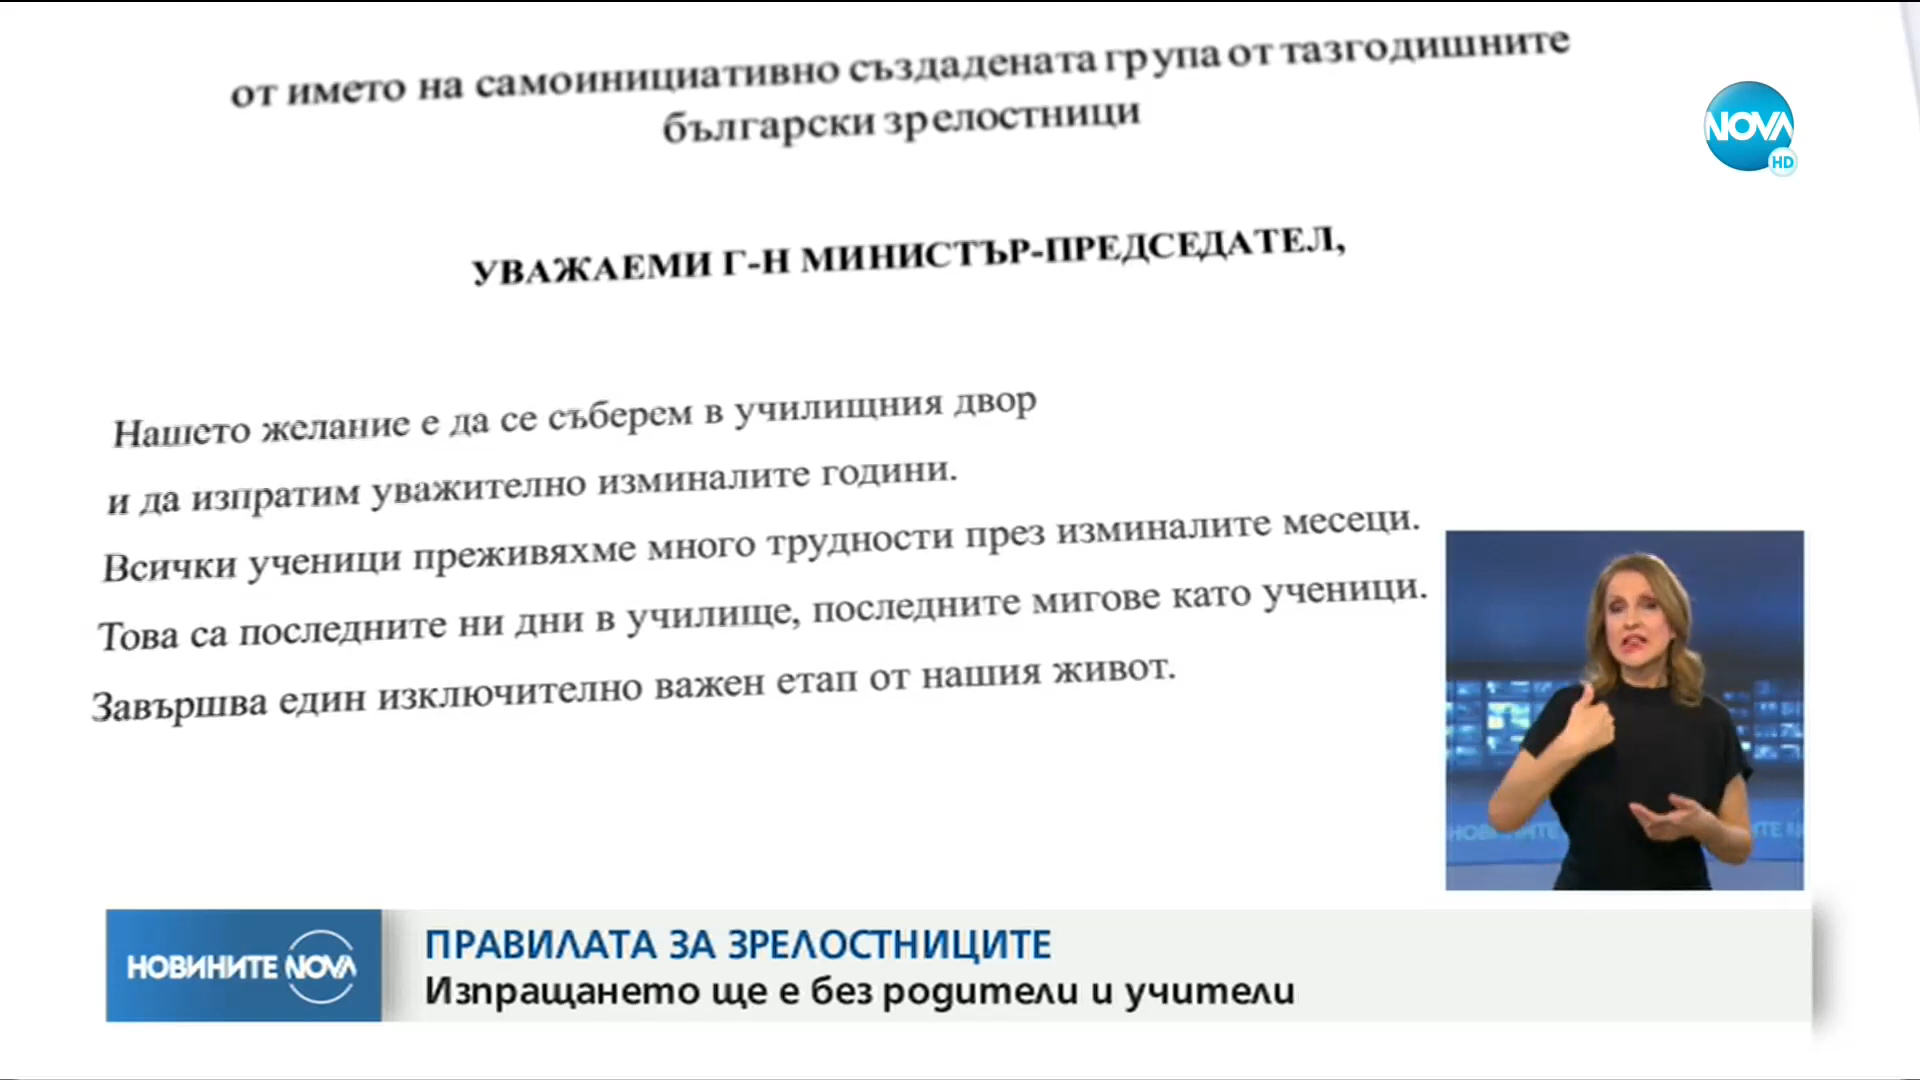 от името на самоинициативно създадената група от тазгодишните
български зрелостници
NOVA
HD
УВАЖАЕМИ Г-Н МИНИСТЪР-ПРЕДСЕДАТЕЛ,
Нашето желание е да се съберем в училищния двор
и да изпратим уважително изминалите години.
Всички ученици преживяхме много трудности през изминалите месеци.
Това са последните ни дни в училище, последните мигове като ученици.
Завършва един изключително важен етап от нашия живот.
НОВИНИТЕ NOVA
ПРАВИЛАТА ЗА ЗРЕЛОСТНИЦИТЕ
Изпращането ще е без родители и учители